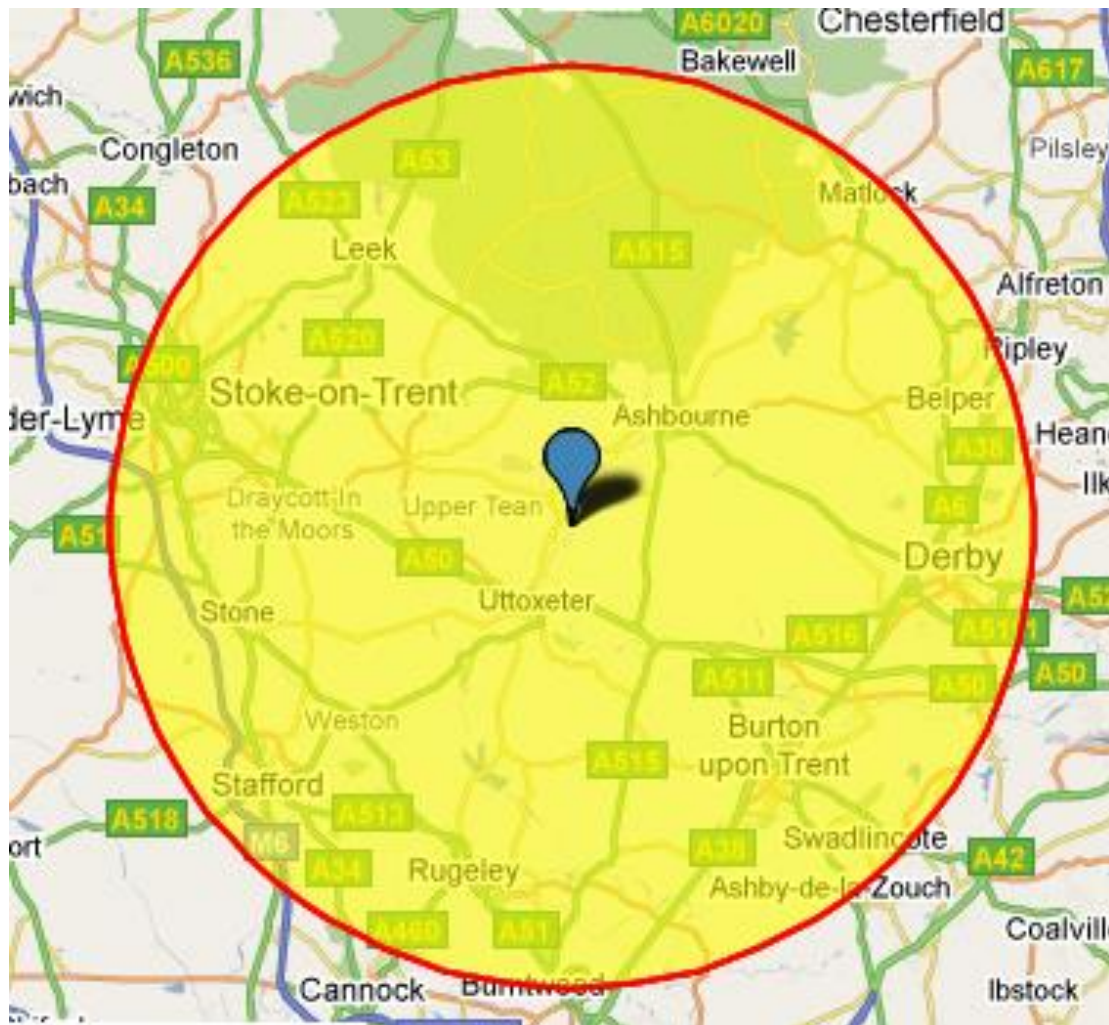 A6020
Chesterfield
A536
Bakewell
A617
wich
Congleton
Pilsley
bach
A53
A34
A523
Matlock
Leek
A515
Alfreton
A520
Ripley
A500
A52
Stoke-on-Trent
Belper
der-Lyme
Ashbourne
A38
Hean
Ilk
Draycott-In
the Moors
Upper Tean
A6
A51
A50
Derby
Uttoxeter
Stone
A52
A516
A5111
A511
A50
A50
Weston
Burton
upon Trent
A515
Stafford
A518
A513
M6
Swadlincote
ort
A38
A42
A34
Rugeley
Ashby-de-la-Zouch
A460
A51
Coalvill
Cannock
Burntwood
Ibstock